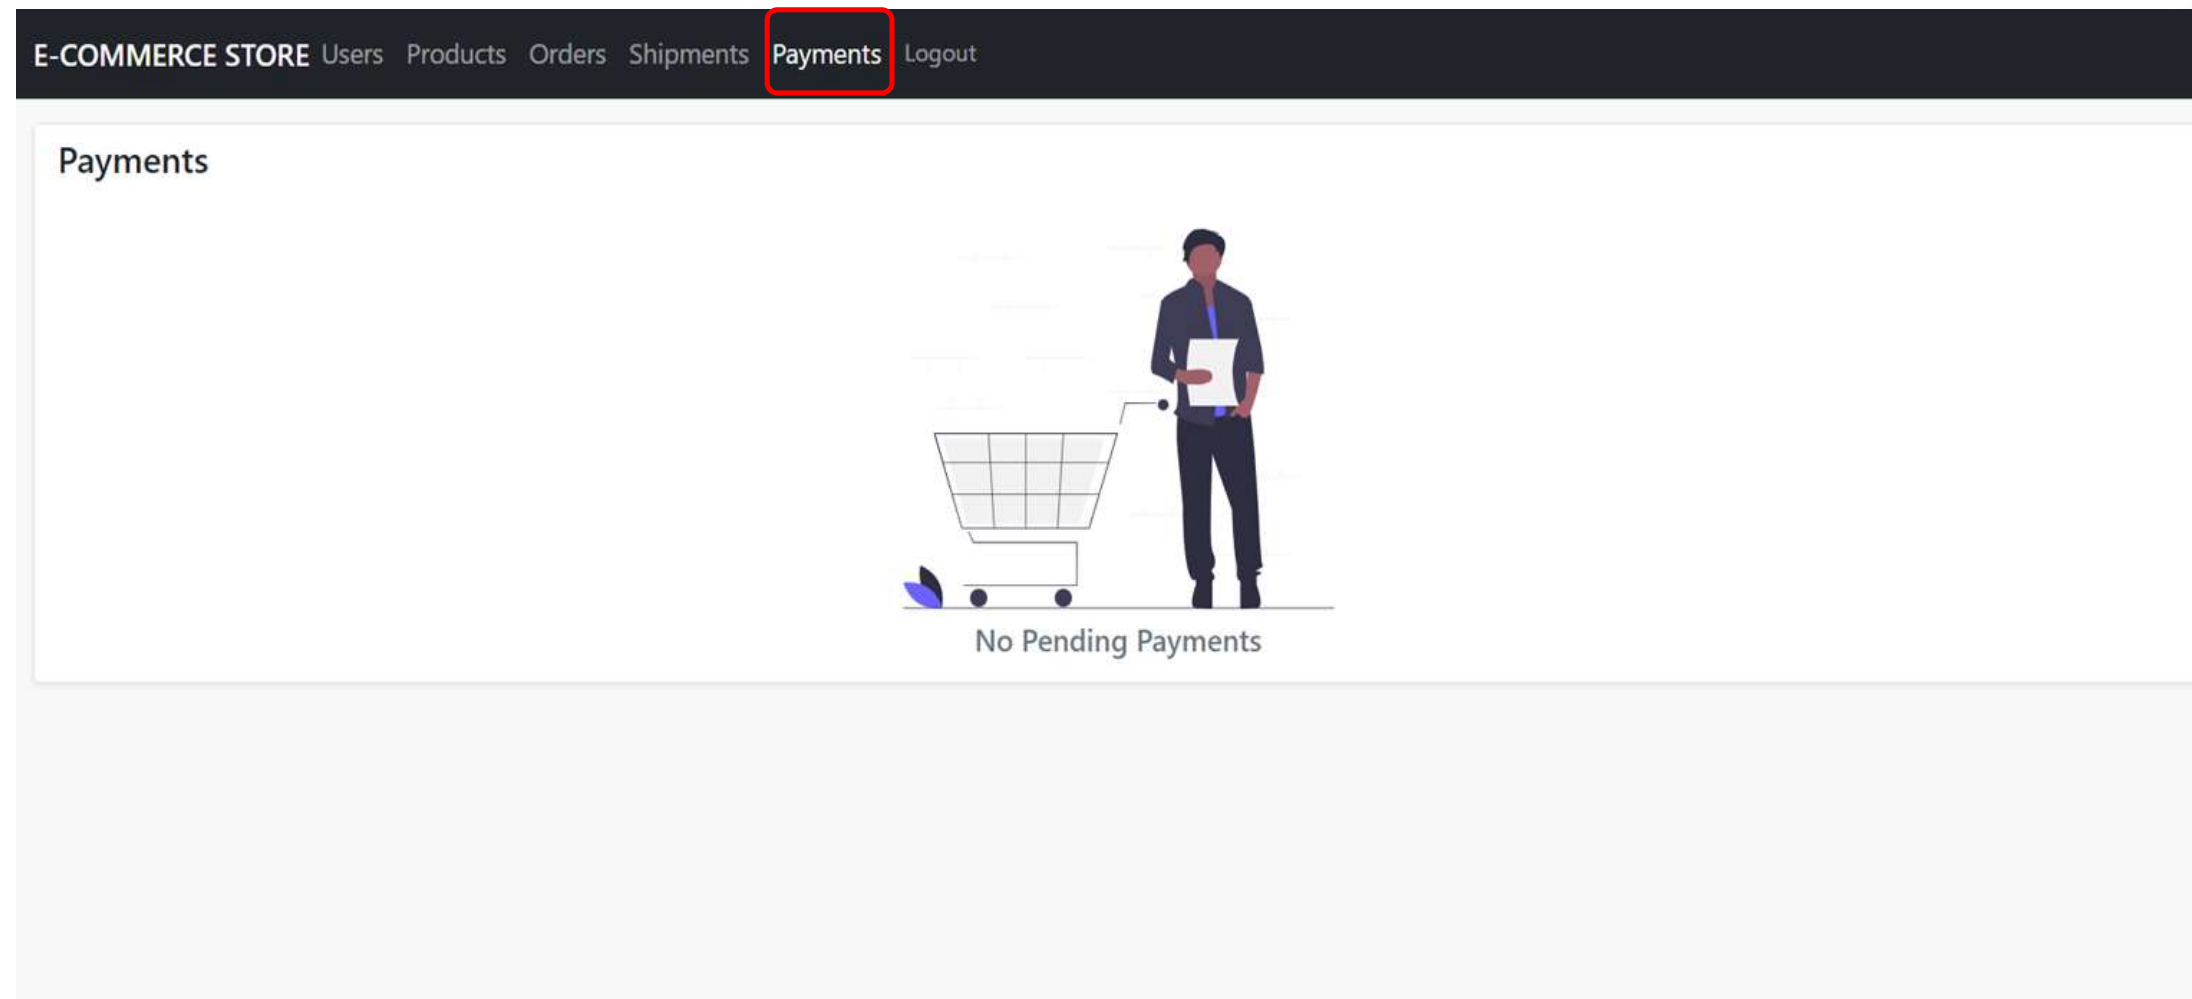 E-COMMERCE STORE Users Products Orders Shipments Payments Logout
Payments
No Pending Payments